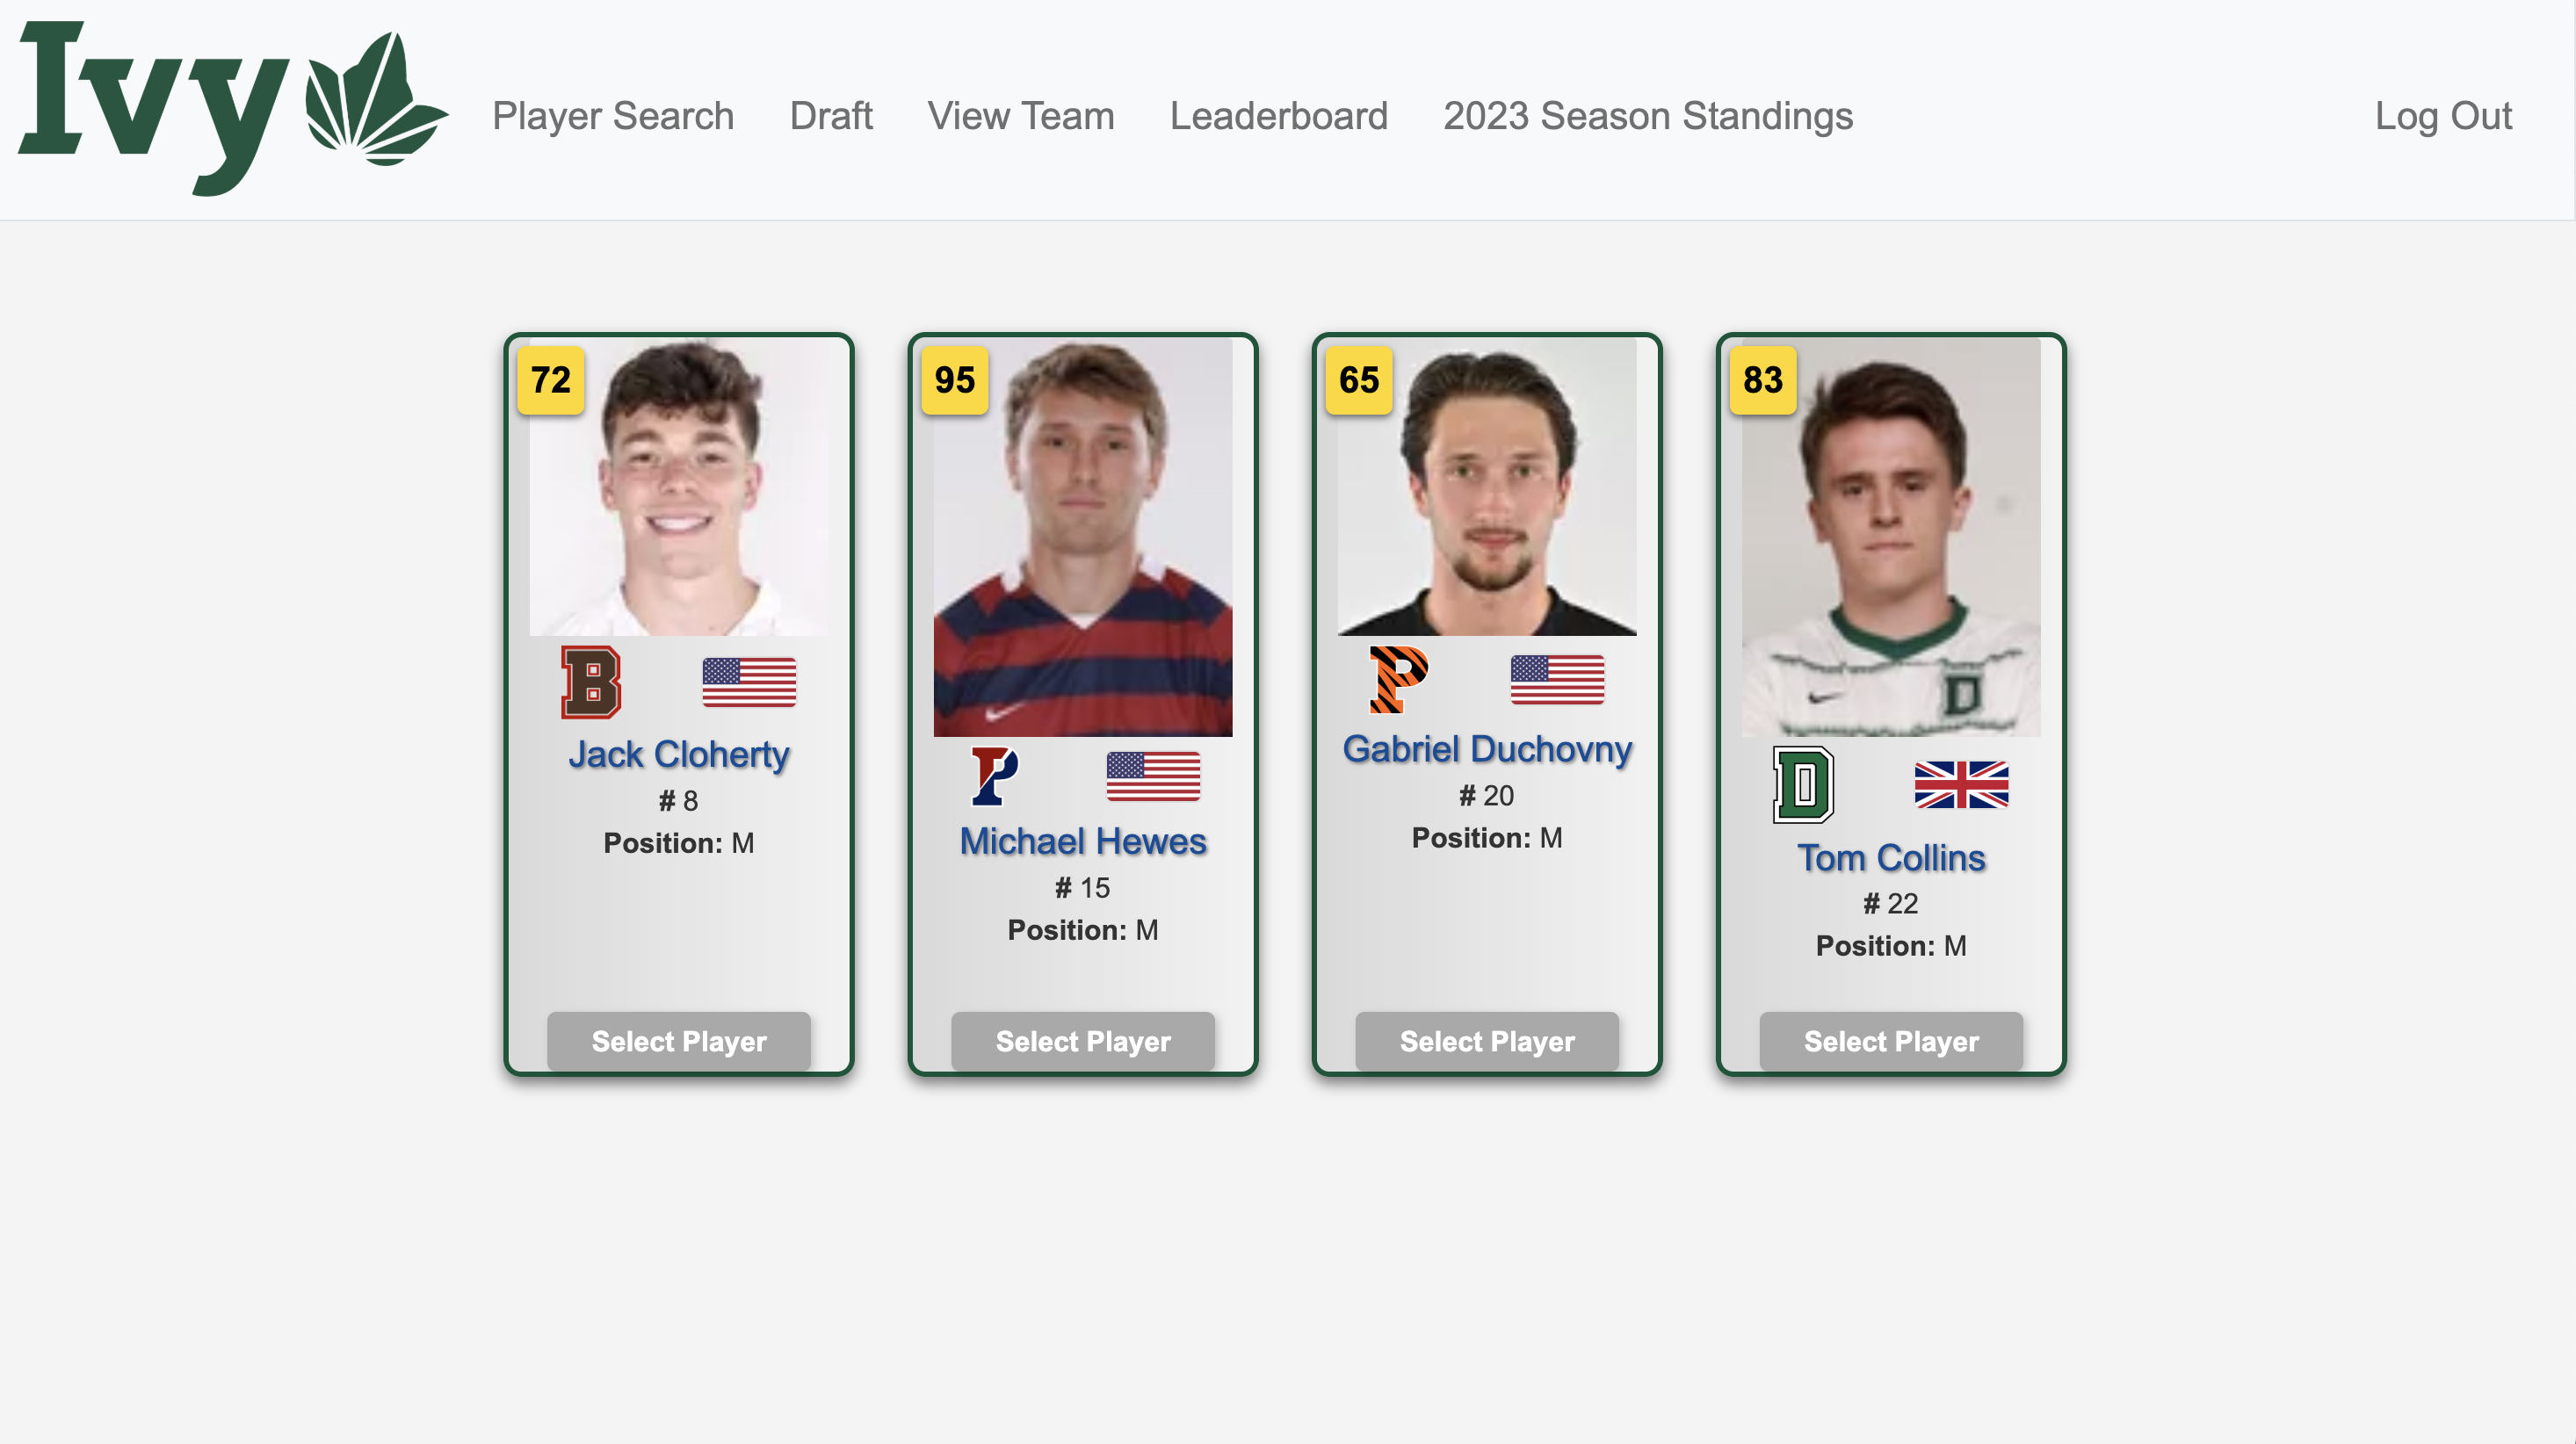 Ivy
Player Search Draft View Team Leaderboard 2023 Season Standings Log Out
72
B
Jack Cloherty
# 8
Position: M
Select Player
95
P
Michael Hewes
# 15
Position: M
Select Player
65
P
Gabriel Duchovny
# 20
Position: M
Select Player
83
D
D
Tom Collins
# 22
Position: M
Select Player